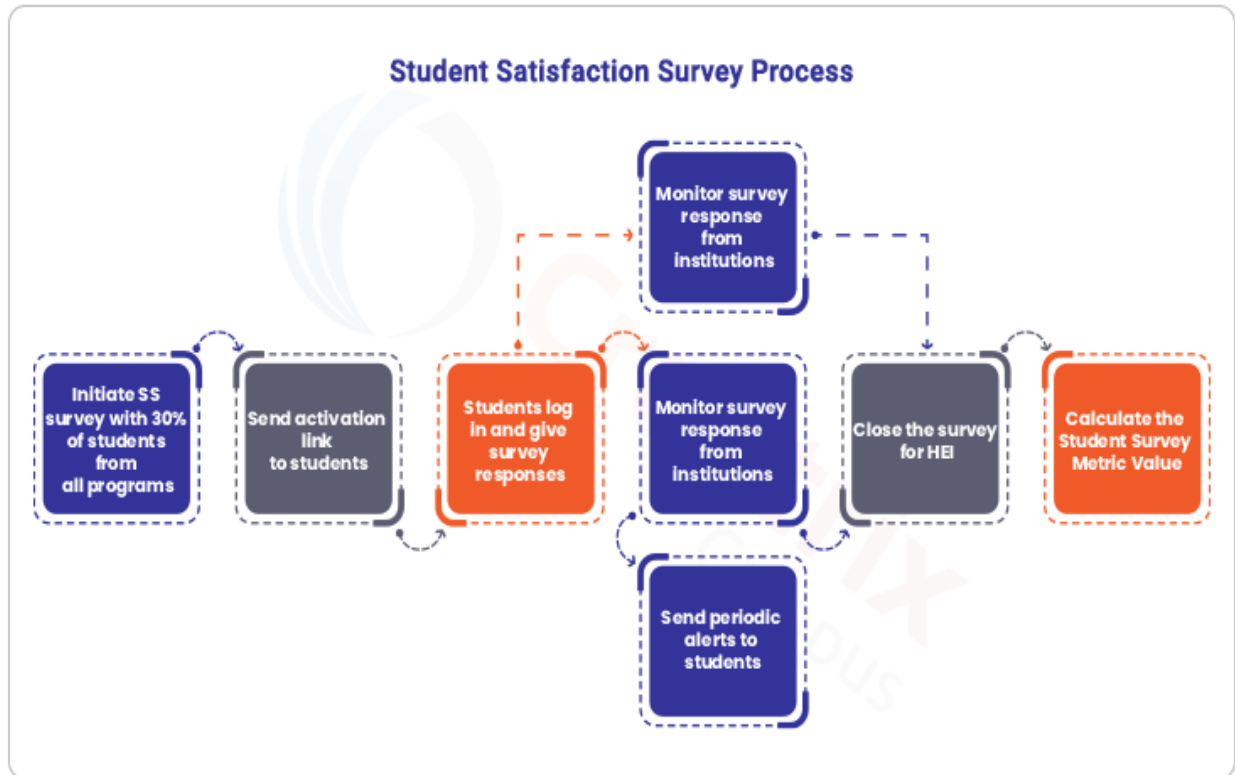 Student Satisfaction Survey Process
Monitor survey
response
from
institutions
Initiate SS
survey with 30%
of students
from
all programs
Send activation
link
to students
Students log
in and give
survey
responses
Monitor survey
response
from
institutions
Close the survey
for HEI
Calculate the
Student Survey
Metric Value
Send periodic
alerts to
students